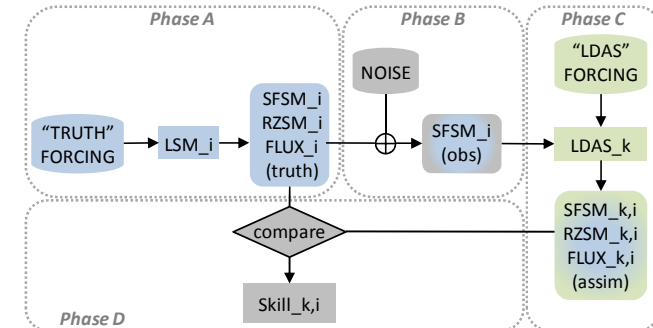 Phase A
Phase B
Phase C
“TRUTH”
FORCING
LSM_i
SFSM_i
RZSM_i
FLUX_i
(truth)
NOISE
SFSM_i
(obs)
“LDAS”
FORCING
LDAS_k
SFSM_k,i
RZSM_k,i
FLUX_k,i
(assim)
compare
Skill_k,i
Phase D